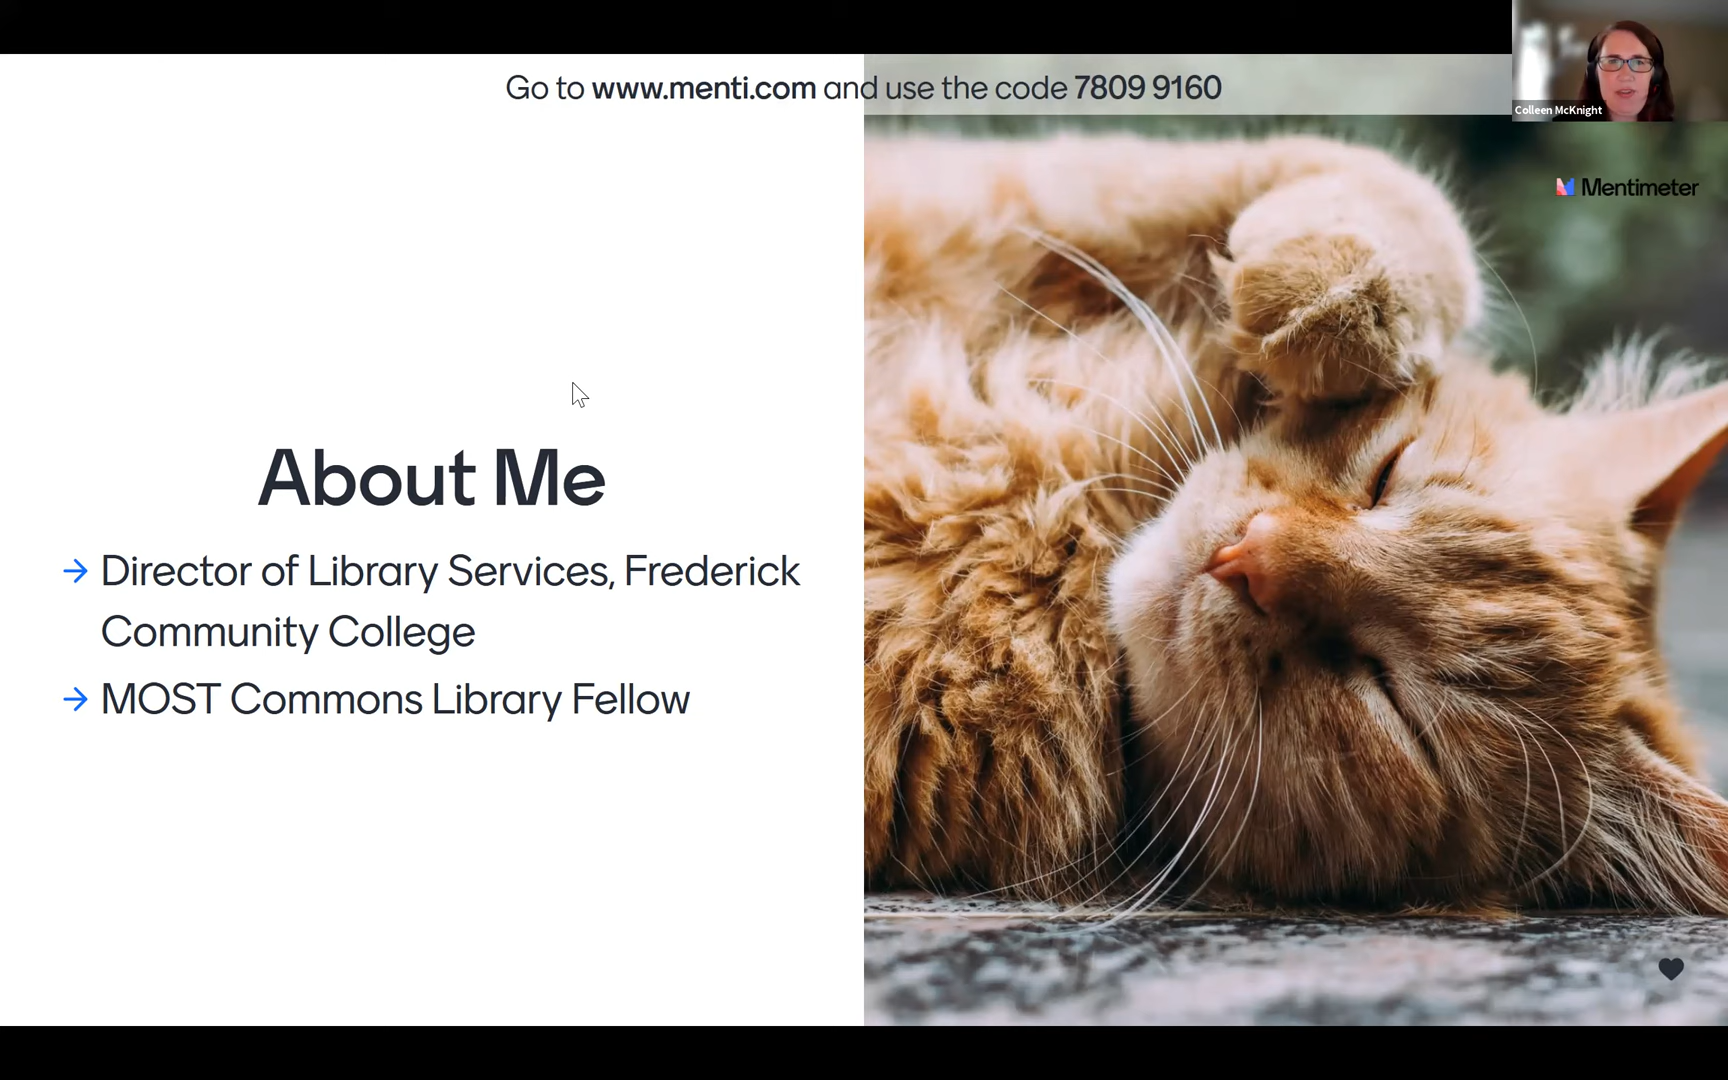 Go to www.menti.com and use the code 7809 9160
Colleen McKnight
Mentimeter
About Me
→ Director of Library Services, Frederick
Community College
→ MOST Commons Library Fellow